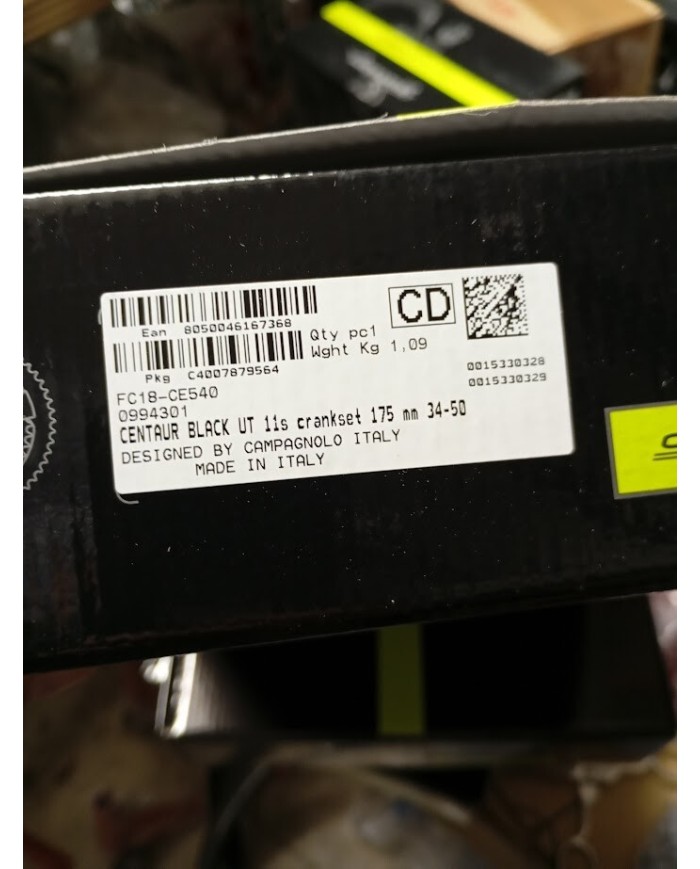 Ean 8050046167368
CD
Qty pc1
Pkg C4007879564
Wght Kg 1,09
0015330328
0015330329
FC18-CE540
0994301
CENTAUR BLACK UT 11s crankset 175 mm 34-50
DESIGNED BY CAMPAGNOLO ITALY
MADE IN ITALY